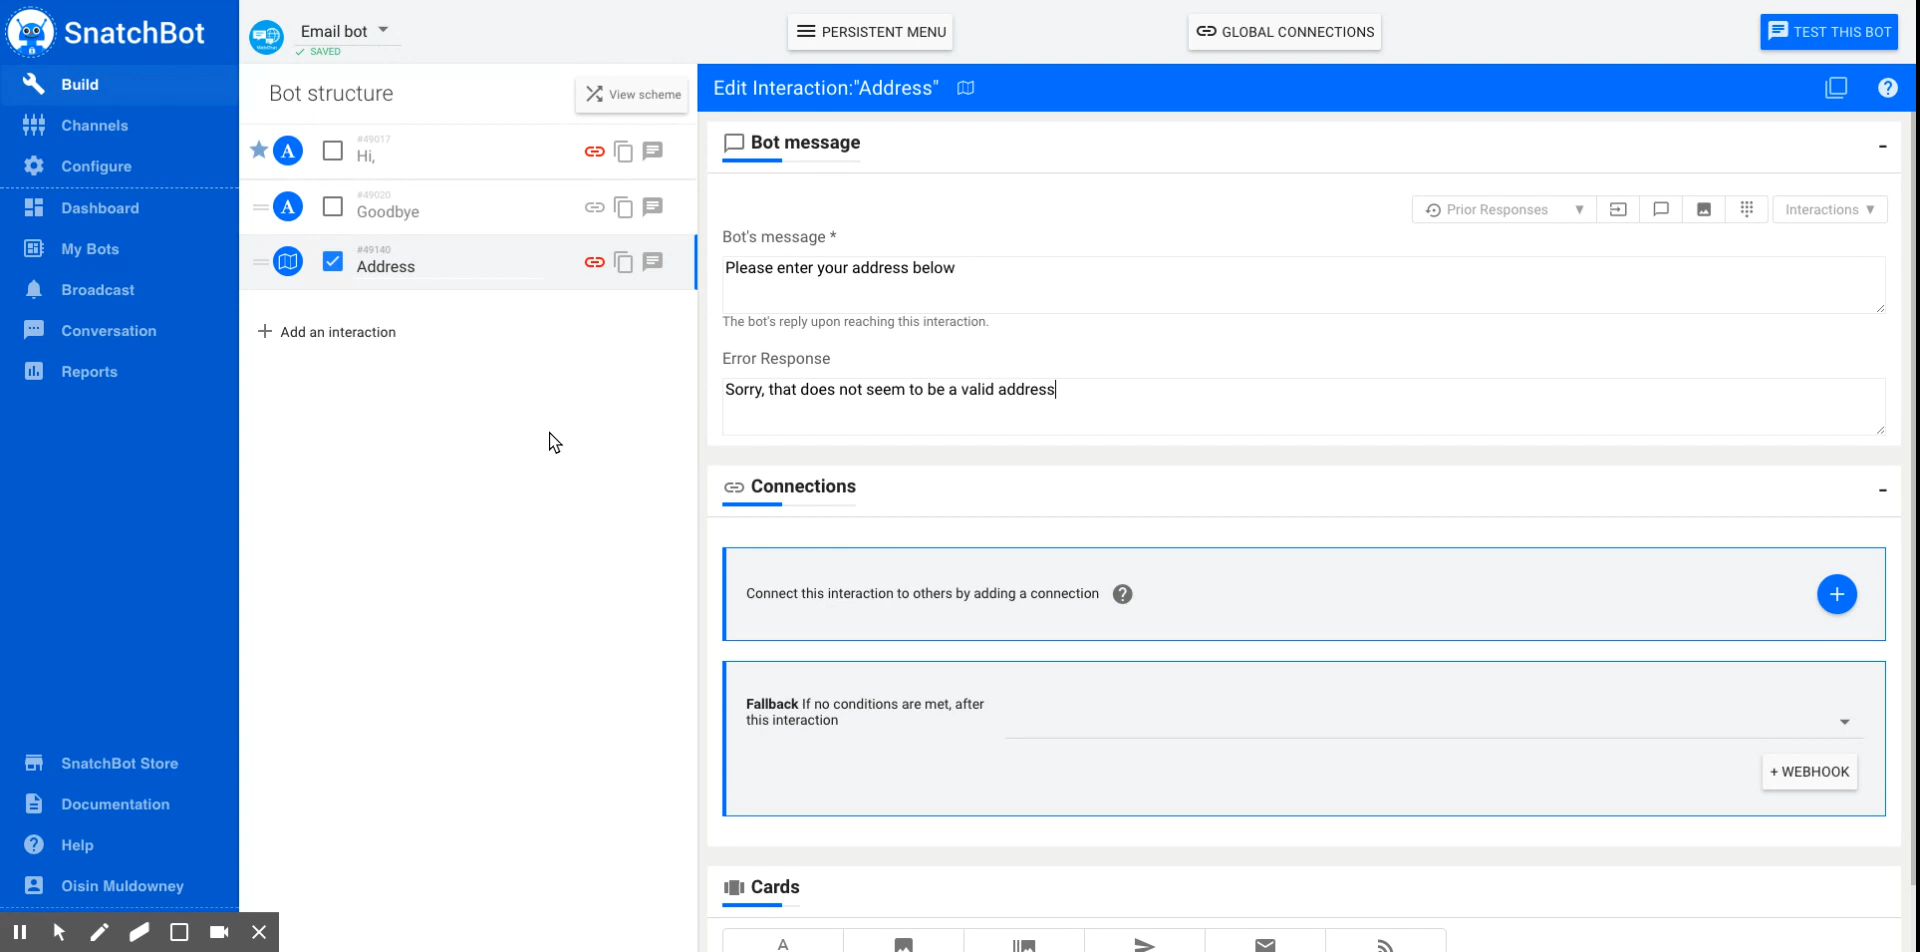 SnatchBot
Email bot
SAVED
PERSISTENT MENU
GLOBAL CONNECTIONS
TEST THIS BOT
Build
Channels
Configure
Dashboard
My Bots
Broadcast
Conversation
Reports
SnatchBot Store
Documentation
Help
Oisin Muldowney
Bot structure
View scheme
A
#49017
Hi,
A
#49020
Goodbye
#49140
Address
+ Add an interaction
Edit Interaction:"Address"
?
Bot message
-
Prior Responses ▼
Interactions ▼
Bot's message *
Please enter your address below
The bot's reply upon reaching this interaction.
Error Response
Sorry, that does not seem to be a valid address
Connections
-
Connect this interaction to others by adding a connection ?
+
Fallback If no conditions are met, after
this interaction
+ WEBHOOK
Cards
A